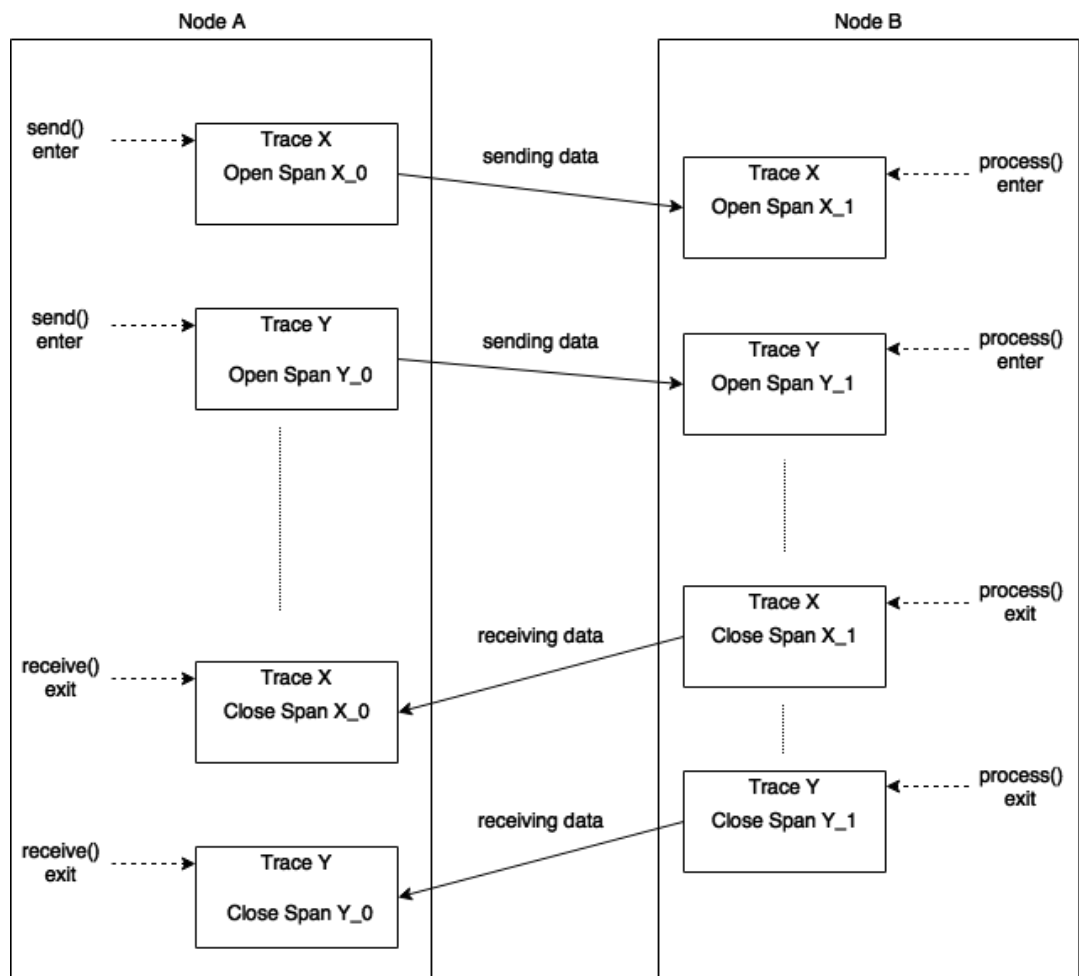 Node A
Node B
send()
enter
Trace X
Open Span X_0
sending data
Trace X
Open Span X_1
process()
enter
send()
enter
Trace Y
Open Span Y_0
sending data
Trace Y
Open Span Y_1
process()
enter
Trace X
Close Span X_1
process()
exit
receiving data
receive()
exit
Trace X
Close Span X_0
Trace Y
Close Span Y_1
process()
exit
receiving data
receive()
exit
Trace Y
Close Span Y_0